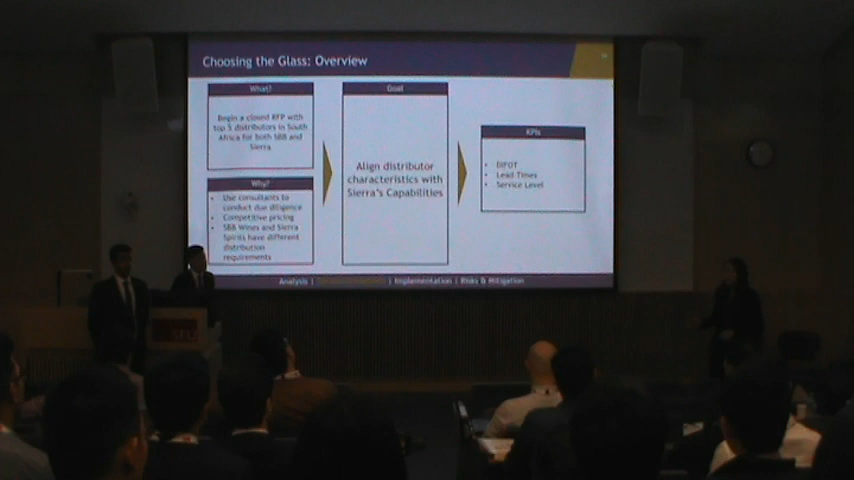 Choosing the Glass: Overview
What?
Begin a closed RFP with
top 5 distributors in South
Africa for both SBB and
Sierra
Why?
• Use consultants to
conduct due diligence
• Competitive pricing
• SBB Wines and Sierra
Spirits have different
distribution
requirements
Goal
Align distributor
characteristics with
Sierra's Capabilities
KPIs
• DIFOT
• Lead Times
• Service Level
Analysis | | Implementation | Risks & Mitigation
SFU